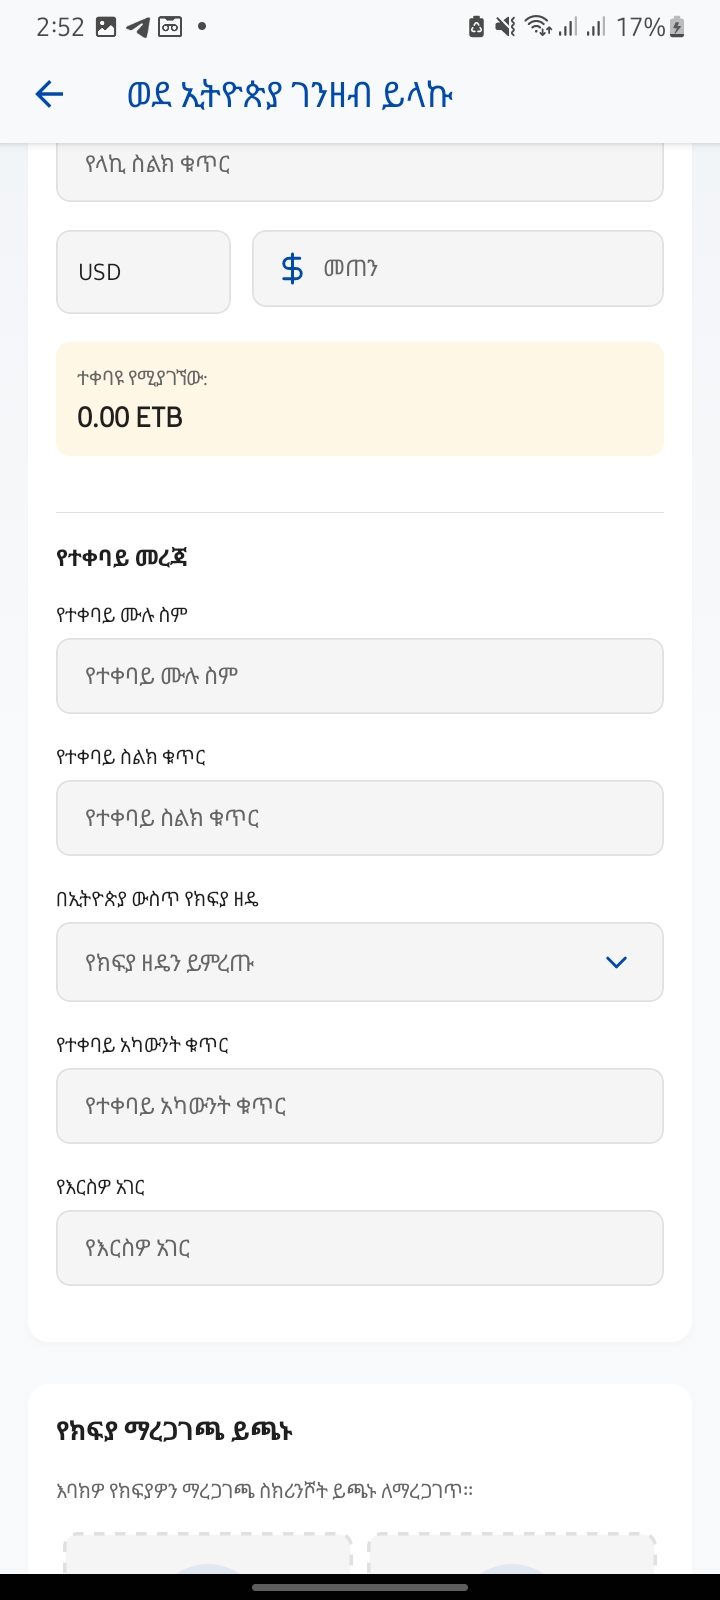 2:52
17%
ወደ ኢትዮጵያ ገንዘብ ይላኩ
የላኪ ስልክ ቁጥር
USD
$ መጠን
ተቀባዩ የሚያገኘው:
0.00 ETB
የተቀባይ መረጃ
የተቀባይ ሙሉ ስም
የተቀባይ ሙሉ ስም
የተቀባይ ስልክ ቁጥር
የተቀባይ ስልክ ቁጥር
በኢትዮጵያ ውስጥ የክፍያ ዘዴ
የክፍያ ዘዴን ይምረጡ
የተቀባይ አካውንት ቁጥር
የተቀባይ አካውንት ቁጥር
የእርስዎ አገር
የእርስዎ አገር
የክፍያ ማረጋገጫ ይጫኑ
እባክዎ የክፍያዎን ማረጋገጫ ስክሪንሾት ይጫኑ ለማረጋገጥ።